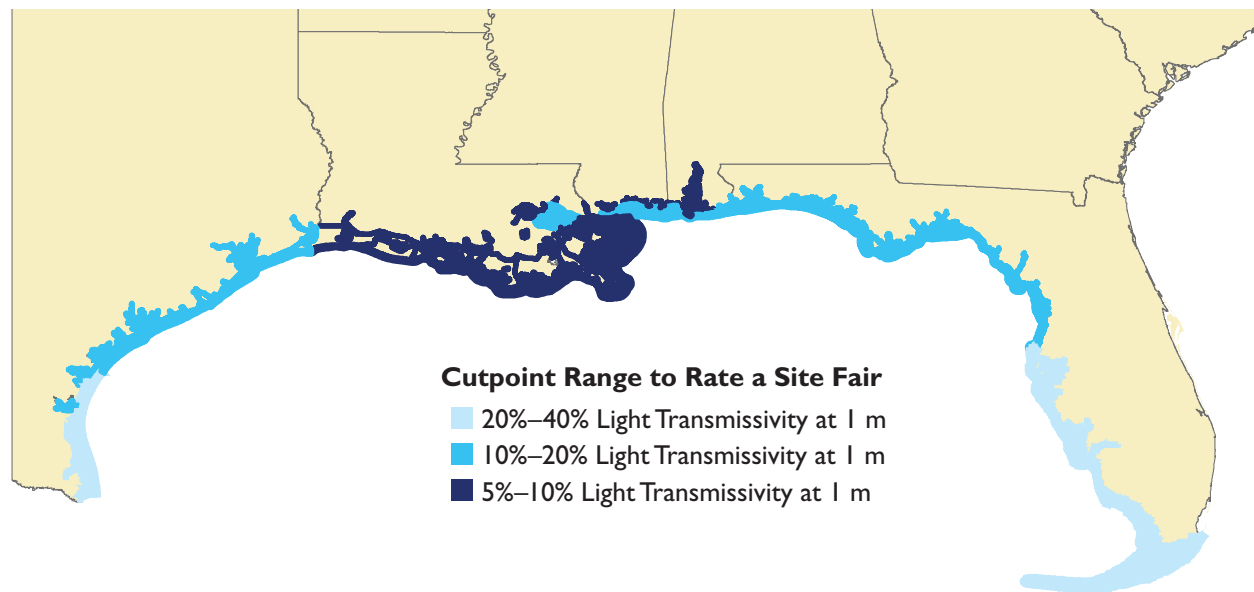 Cutpoint Range to Rate a Site Fair
20%–40% Light Transmissivity at 1 m
10%–20% Light Transmissivity at 1 m
5%–10% Light Transmissivity at 1 m